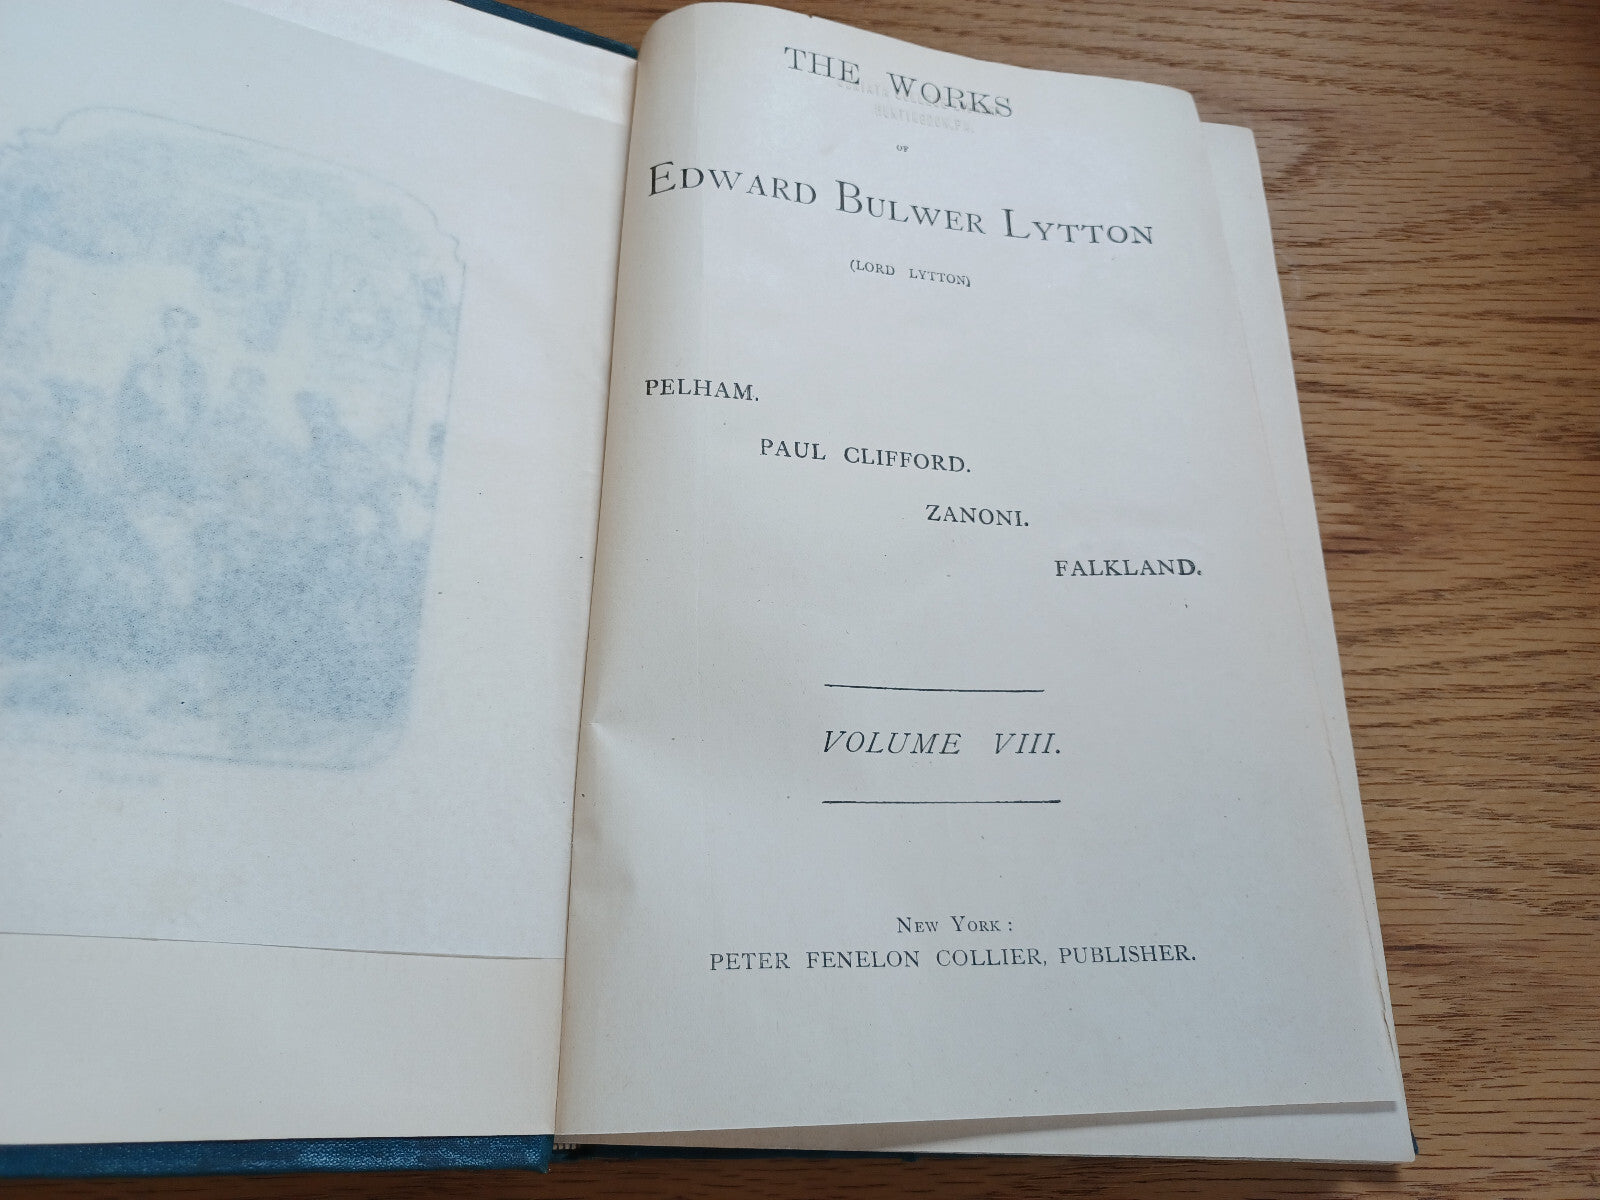 THE WORKS
OF
EDWARD BULWER LYTTON
(LORD LYTTON)
PELHAM.
PAUL CLIFFORD.
ZANONI.
FALKLAND.
VOLUME VIII.
NEW YORK:
PETER FENELON COLLIER, PUBLISHER.